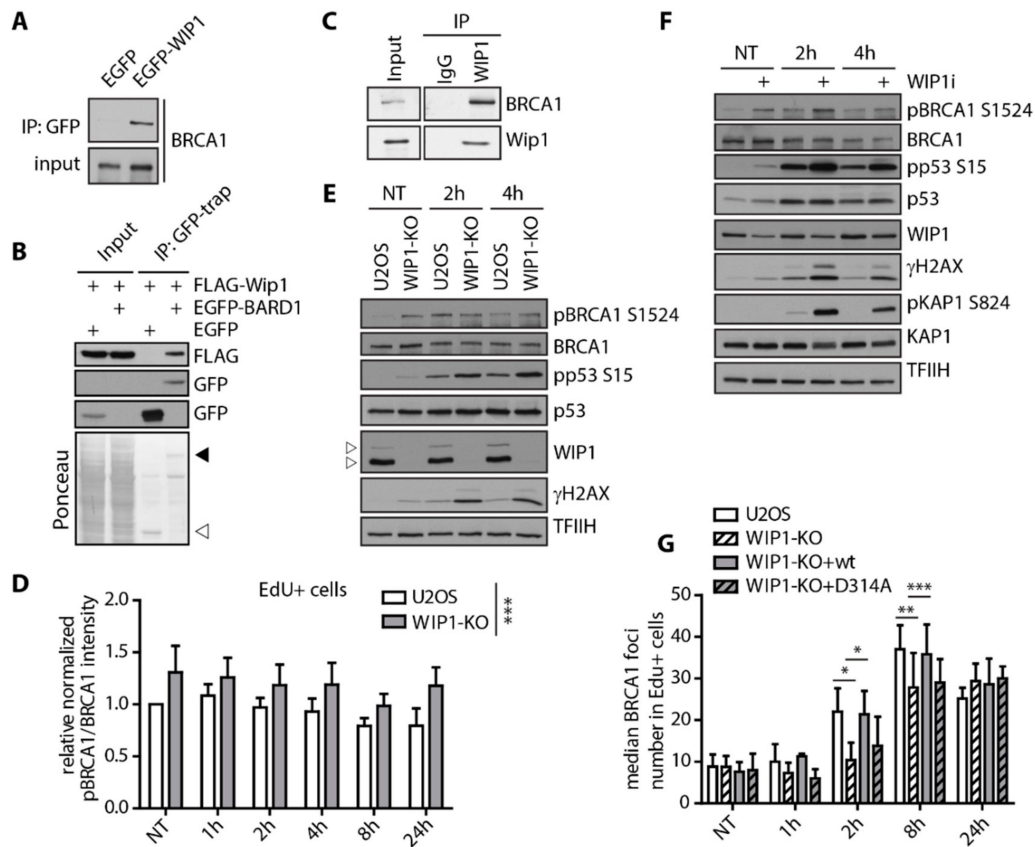 A
EGFP
EGFP-WIP1
IP: GFP
input
BRCA1
B
Input
IP: GFP-trap
+ + + + FLAG-Wip1
+ + EGFP-BARD1
+ + EGFP
FLAG
GFP
GFP
Ponceau
C
IP
Input
IgG
WIP1
BRCA1
Wip1
E
NT 2h 4h
U2OS
WIP1-KO
U2OS
WIP1-KO
U2OS
WIP1-KO
pBRCA1 S1524
BRCA1
pp53 S15
p53
WIP1
γH2AX
TFIIH
F
NT 2h 4h
+ + + WIP1i
pBRCA1 S1524
BRCA1
pp53 S15
p53
WIP1
γH2AX
pKAP1 S824
KAP1
TFIIH
D
EdU+ cells
U2OS
WIP1-KO
***
relative normalized
pBRCA1/BRCA1 intensity
2.0
1.5
1.0
0.5
0.0
NT 1h 2h 4h 8h 24h
G
U2OS
WIP1-KO
WIP1-KO+wt
WIP1-KO+D314A
median BRCA1 foci
number in Edu+ cells
50
40
30
20
10
0
*
*
**
***
NT 1h 2h 8h 24h